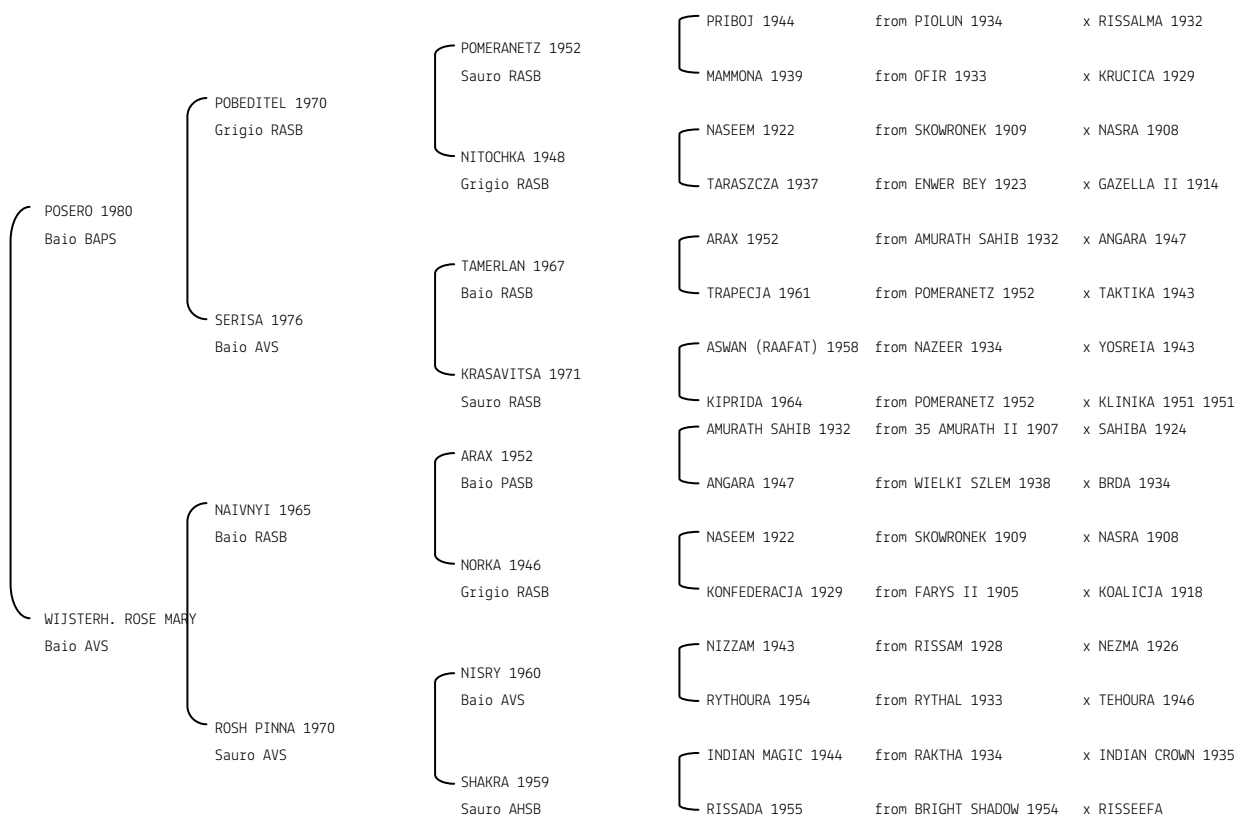 PRIBOJ 1944 from PIOLUN 1934 x RISSALMA 1932
POMERANETZ 1952
Sauro RASB
MAMMONA 1939 from OFIR 1933 x KRUCICA 1929
POBEDITEL 1970
Grigio RASB
NASEEM 1922 from SKOWRONEK 1909 x NASRA 1908
NITOCHKA 1948
Grigio RASB
TARASZCZA 1937 from ENWER BEY 1923 x GAZELLA II 1914
POSERO 1980
Baio BAPS
ARAX 1952 from AMURATH SAHIB 1932 x ANGARA 1947
TAMERLAN 1967
Baio RASB
TRAPECJA 1961 from POMERANETZ 1952 x TAKTIKA 1943
SERISA 1976
Baio AVS
ASWAN (RAAFAT) 1958 from NAZEER 1934 x YOSREIA 1943
KRASAVITSA 1971
Sauro RASB
KIPRIDA 1964 from POMERANETZ 1952 x KLINIKA 1951 1951
AMURATH SAHIB 1932 from 35 AMURATH II 1907 x SAHIBA 1924
ARAX 1952
Baio PASB
ANGARA 1947 from WIELKI SZLEM 1938 x BRDA 1934
NAIVNYI 1965
Baio RASB
NASEEM 1922 from SKOWRONEK 1909 x NASRA 1908
NORKA 1946
Grigio RASB
KONFEDERACJA 1929 from FARYS II 1905 x KOALICJA 1918
WIJSTERH. ROSE MARY
Baio AVS
NIZZAM 1943 from RISSAM 1928 x NEZMA 1926
NISRY 1960
Baio AVS
RYTHOURA 1954 from RYTHAL 1933 x TEHOURA 1946
ROSH PINNA 1970
Sauro AVS
INDIAN MAGIC 1944 from RAKTHA 1934 x INDIAN CROWN 1935
SHAKRA 1959
Sauro AHSB
RISSADA 1955 from BRIGHT SHADOW 1954 x RISSEEFA